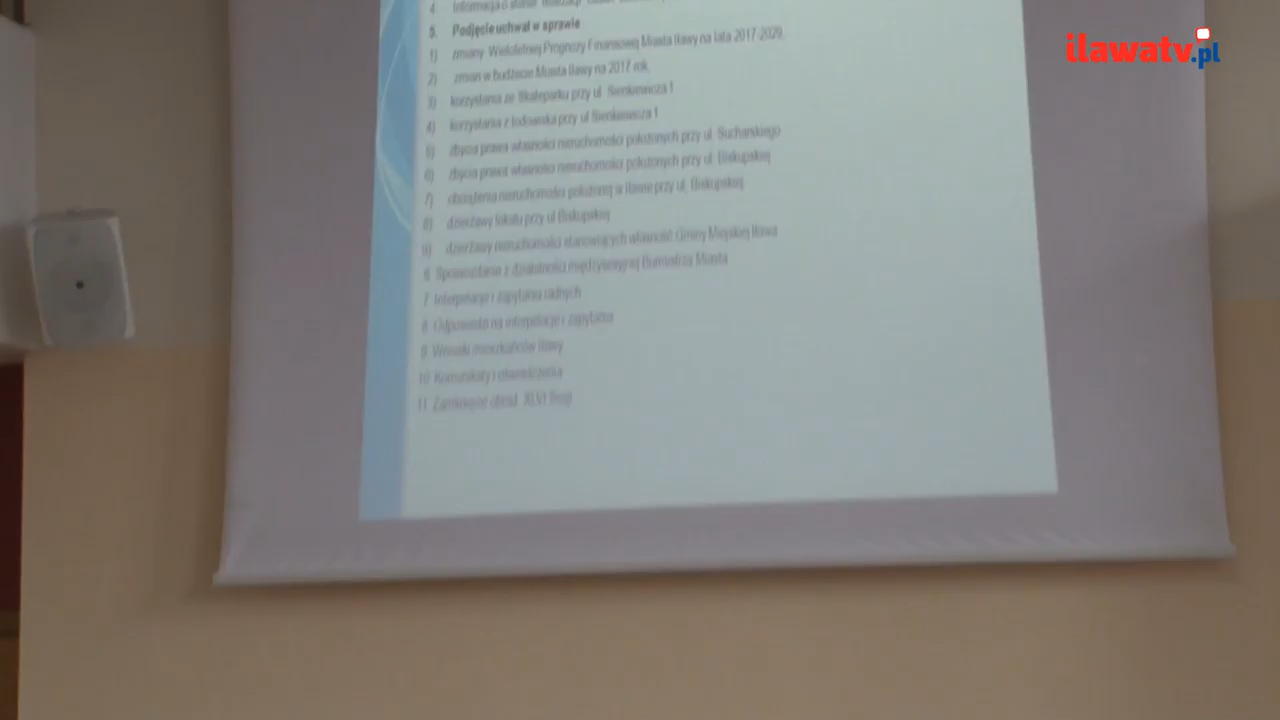 ilawatv.pl
4. Informacja o stanie realizacji
5. Podjęcie uchwał w sprawie
1) zmiany Wieloletniej Prognozy Finansowej Miasta Iławy na lata 2017-2029,
2) zmian w budżecie Miasta Iławy na 2017 rok,
3) korzystania ze Skateparku przy ul. Sienkiewicza 1
4) korzystania z lodowiska przy ul Sienkiewicza 1
5) zbycia prawa własności nieruchomości położonych przy ul. Sucharskiego
6) zbycia prawa własności nieruchomości położonych przy ul. Biskupskiej
7) obciążenia nieruchomości położonej w Iławie przy ul. Biskupskiej
8) dzierżawy lokalu przy ul Biskupskiej
9) dzierżawy nieruchomości stanowiących własność Gminy Miejskiej Iława
6 Sprawozdanie z działalności międzysesyjnej Burmistrza Miasta
7 Interpelacje i zapytania radnych
8 Odpowiedzi na interpelacje i zapytania
9 Wnioski mieszkańców Iławy
10 Komunikaty i oświadczenia
11 Zamknięcie obrad XLVI Sesji